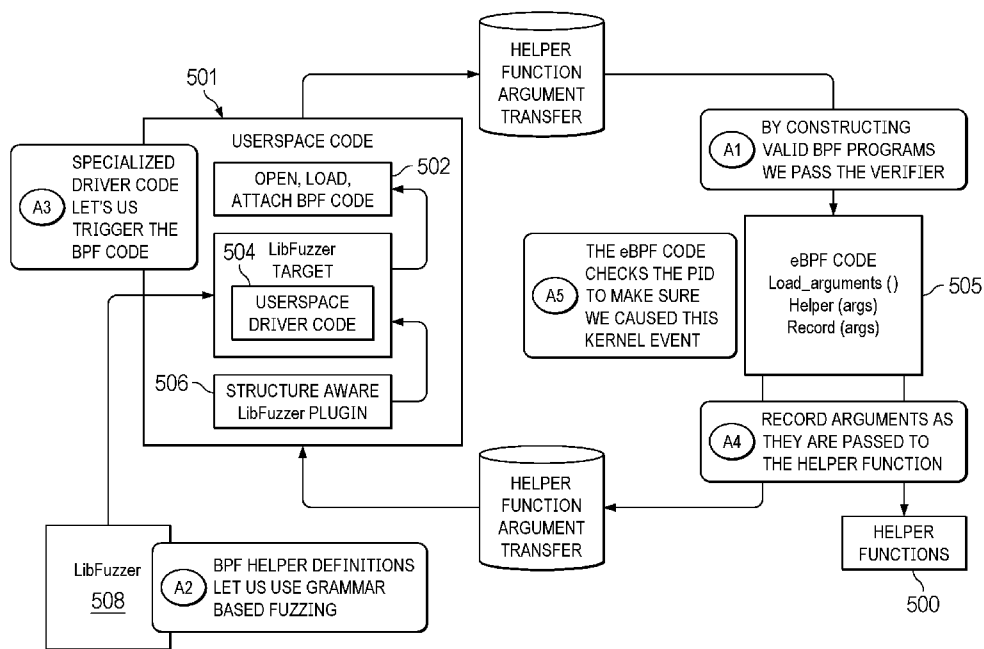 HELPER
FUNCTION
ARGUMENT
TRANSFER
501
USERSPACE CODE
A3
SPECIALIZED
DRIVER CODE
LET'S US
TRIGGER THE
BPF CODE
502
OPEN, LOAD,
ATTACH BPF CODE
LibFuzzer
TARGET
504
USERSPACE
DRIVER CODE
506
STRUCTURE AWARE
LibFuzzer PLUGIN
A1
BY CONSTRUCTING
VALID BPF PROGRAMS
WE PASS THE VERIFIER
A5
THE eBPF CODE
CHECKS THE PID
TO MAKE SURE
WE CAUSED THIS
KERNEL EVENT
eBPF CODE
Load_arguments ()
Helper (args)
Record (args)
505
A4
RECORD ARGUMENTS AS
THEY ARE PASSED TO
THE HELPER FUNCTION
HELPER
FUNCTION
ARGUMENT
TRANSFER
HELPER
FUNCTIONS
500
LibFuzzer
508
A2
BPF HELPER DEFINITIONS
LET US USE GRAMMAR
BASED FUZZING